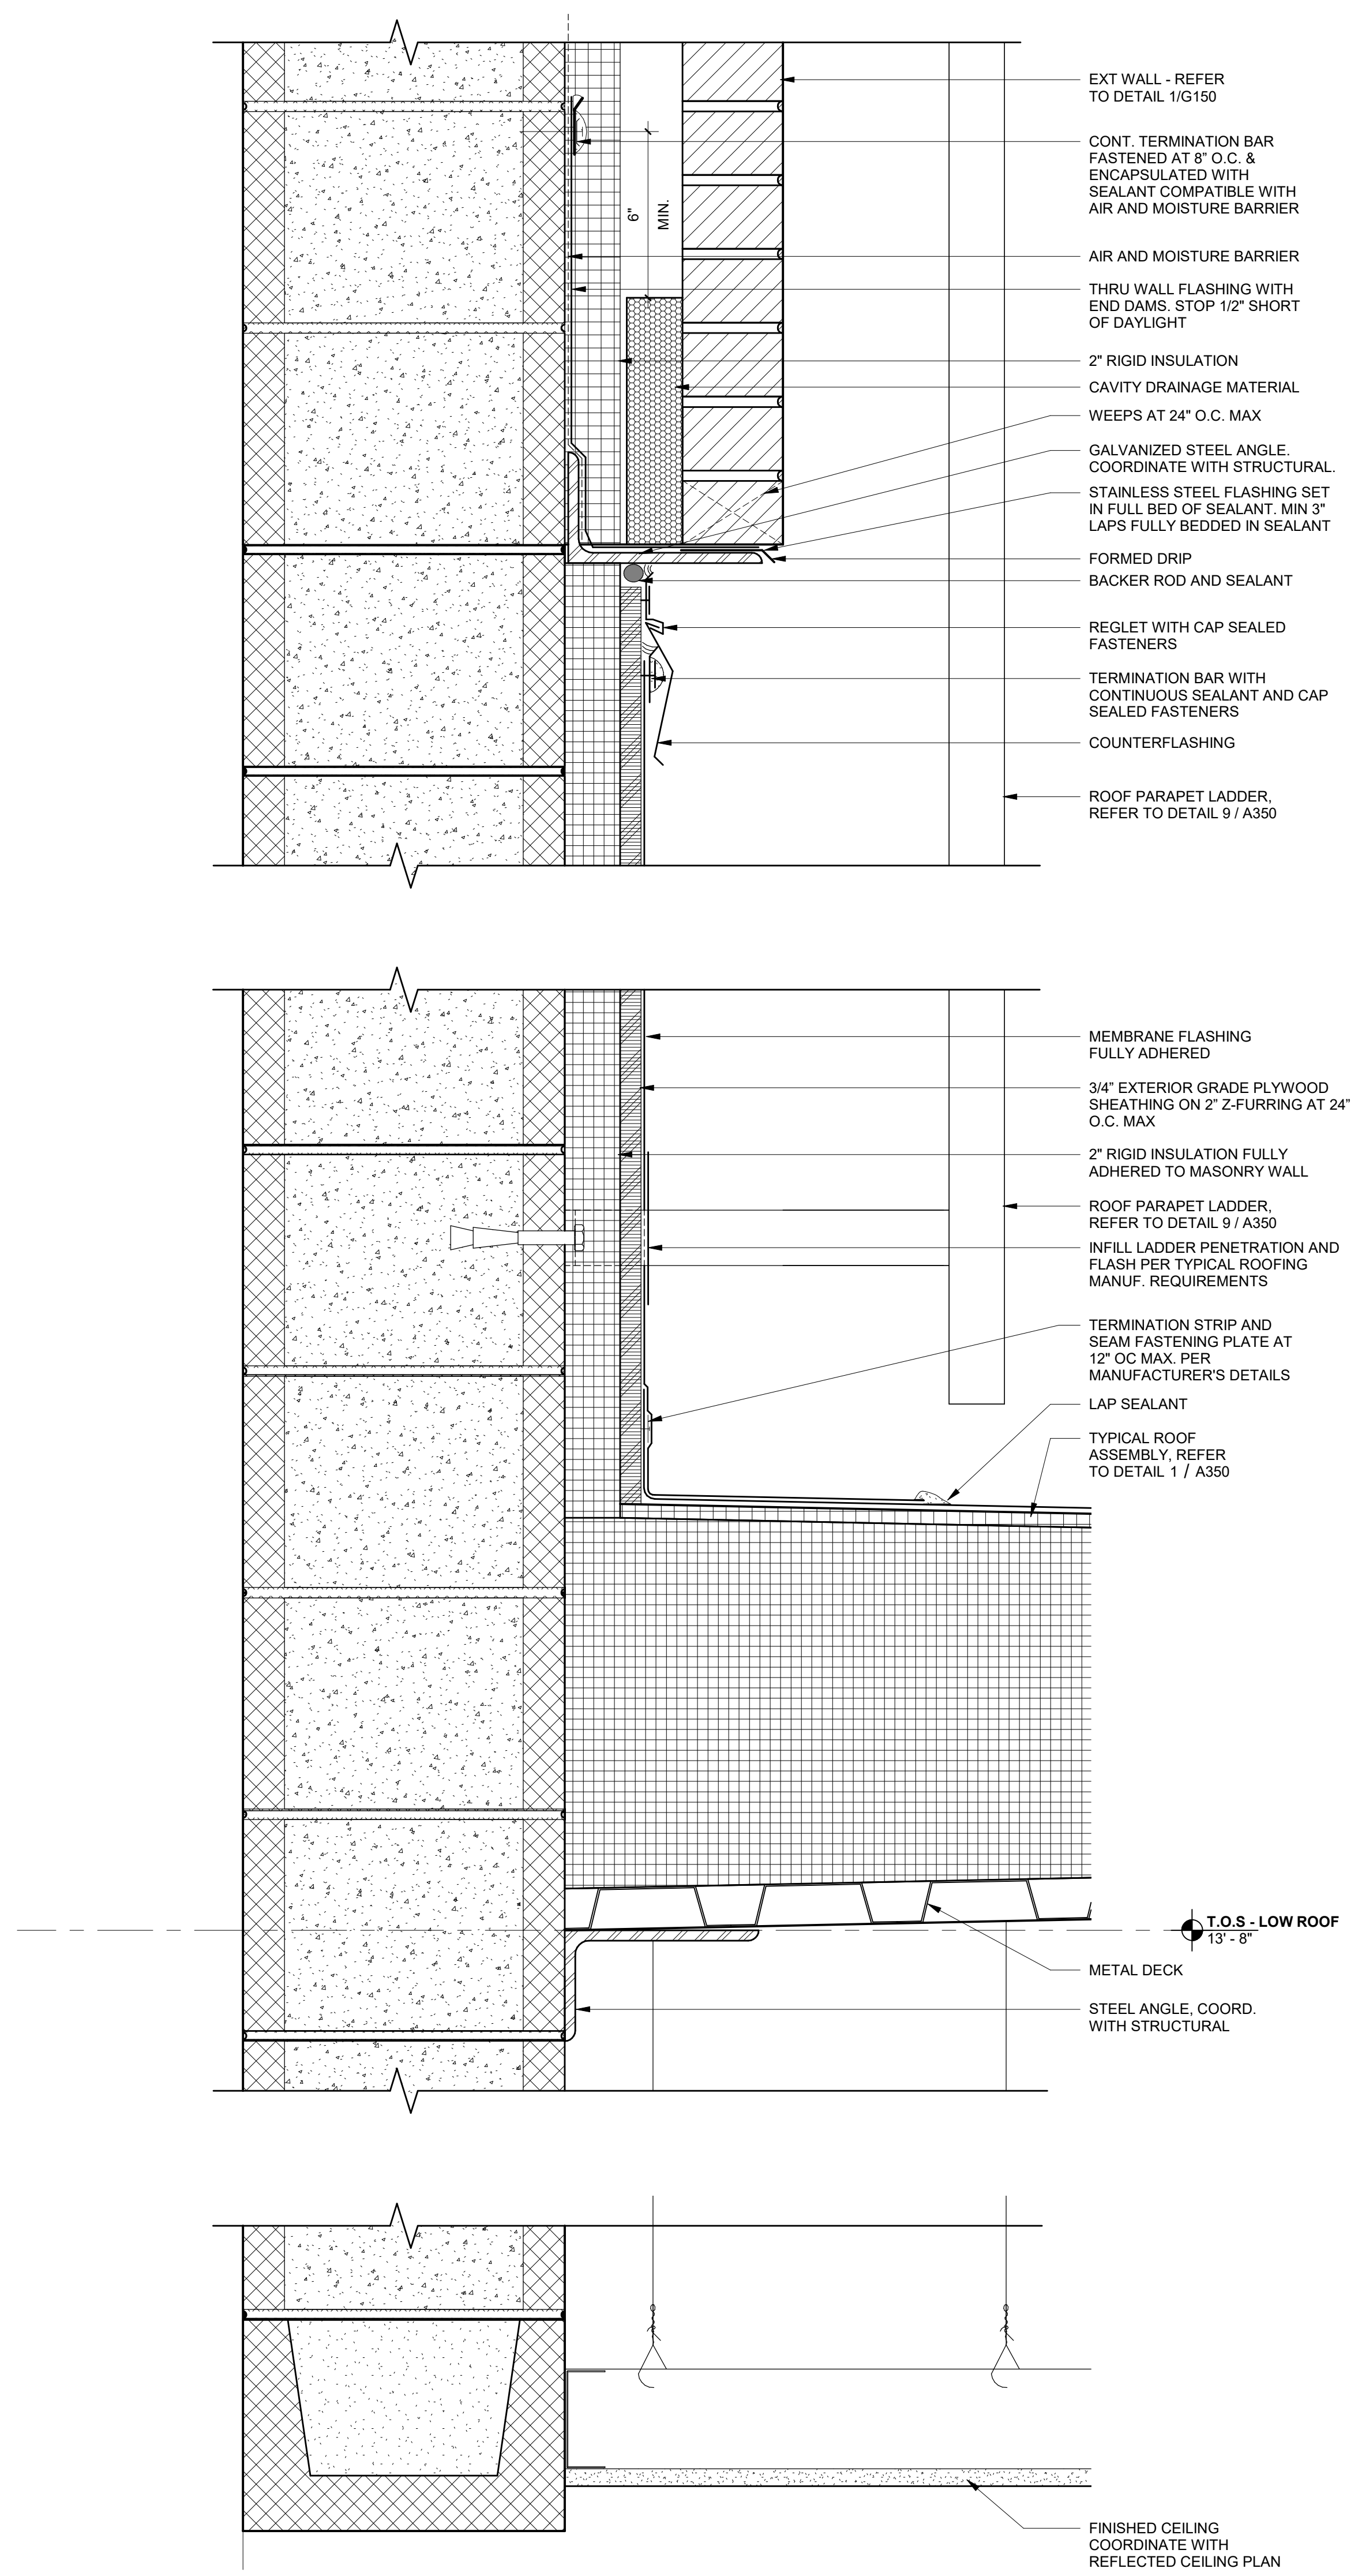 EXT WALL - REFER
TO DETAIL 1/G150
CONT. TERMINATION BAR
FASTENED AT 8” O.C. &
ENCAPSULATED WITH
SEALANT COMPATIBLE WITH
AIR AND MOISTURE BARRIER
6"
MIN.
AIR AND MOISTURE BARRIER
THRU WALL FLASHING WITH
END DAMS. STOP 1/2" SHORT
OF DAYLIGHT
2" RIGID INSULATION
CAVITY DRAINAGE MATERIAL
WEEPS AT 24" O.C. MAX
GALVANIZED STEEL ANGLE.
COORDINATE WITH STRUCTURAL.
STAINLESS STEEL FLASHING SET
IN FULL BED OF SEALANT. MIN 3"
LAPS FULLY BEDDED IN SEALANT
FORMED DRIP
BACKER ROD AND SEALANT
REGLET WITH CAP SEALED
FASTENERS
TERMINATION BAR WITH
CONTINUOUS SEALANT AND CAP
SEALED FASTENERS
COUNTERFLASHING
ROOF PARAPET LADDER,
REFER TO DETAIL 9 / A350
MEMBRANE FLASHING
FULLY ADHERED
3/4” EXTERIOR GRADE PLYWOOD
SHEATHING ON 2” Z-FURRING AT 24”
O.C. MAX
2" RIGID INSULATION FULLY
ADHERED TO MASONRY WALL
ROOF PARAPET LADDER,
REFER TO DETAIL 9 / A350
INFILL LADDER PENETRATION AND
FLASH PER TYPICAL ROOFING
MANUF. REQUIREMENTS
TERMINATION STRIP AND
SEAM FASTENING PLATE AT
12" OC MAX. PER
MANUFACTURER'S DETAILS
LAP SEALANT
TYPICAL ROOF
ASSEMBLY, REFER
TO DETAIL 1 / A350
T.O.S - LOW ROOF
13' - 8"
METAL DECK
STEEL ANGLE, COORD.
WITH STRUCTURAL
FINISHED CEILING
COORDINATE WITH
REFLECTED CEILING PLAN